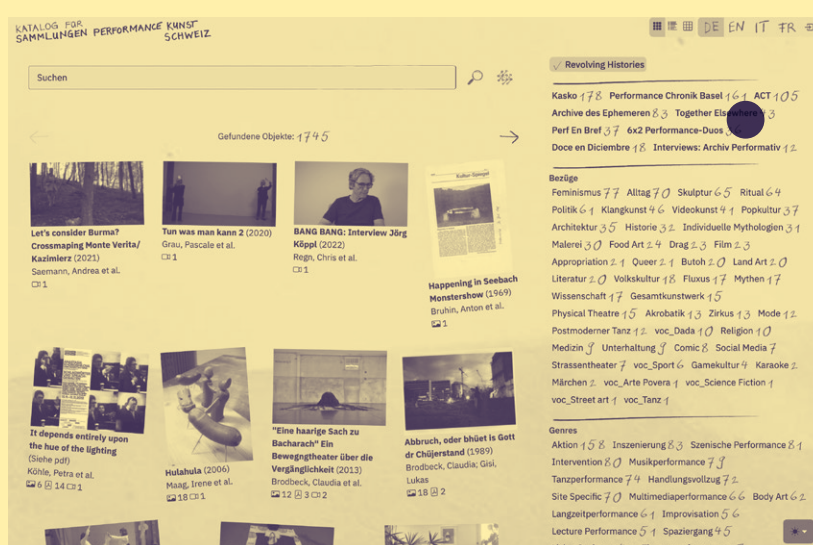 KATALOG FÜR
SAMMLUNGEN PERFORMANCE KUNST
SCHWEIZ
DE EN IT FR
Suchen
Gefundene Objekte: 1745
Let's consider Burma?
Crossmaping Monte Verita/
Kazimierz (2021)
Saemann, Andrea et al.
1
Tun was man kann 2 (2020)
Grau, Pascale et al.
BANG BANG: Interview Jörg
Köppl (2022)
Regn, Chris et al.
1
Kultur-Spiegel
Happening in Seebach
Monstershow (1969)
Bruhin, Anton et al.
1
It depends entirely upon
the hue of the lighting
(Siehe pdf)
Köhle, Petra et al.
6 14 1
Hulahula (2006)
Maag, Irene et al.
18 1
"Eine haarige Sach zu
Bacharach" Ein
Bewegngtheater über die
Vergänglichkeit (2013)
Brodbeck, Claudia et al.
12 3 2
Abbruch, oder bhüet is Gott
dr Chüjerstand (1989)
Brodbeck, Claudia; Gisi,
Lukas
18 2
Revolving Histories
Kasko 178 Performance Chronik Basel 161 ACT 105
Archive des Ephemeren 83 Together Elsewhere 43
Perf En Bref 37 6x2 Performance-Duos 36
Doce en Diciembre 18 Interviews: Archiv Performativ 12
Bezüge
Feminismus 77 Alltag 70 Skulptur 65 Ritual 64
Politik 61 Klangkunst 46 Videokunst 41 Popkultur 37
Architektur 35 Historie 32 Individuelle Mythologien 31
Malerei 30 Food Art 24 Drag 23 Film 23
Appropriation 21 Queer 21 Butoh 20 Land Art 20
Literatur 20 Volkskultur 18 Fluxus 17 Mythen 17
Wissenschaft 17 Gesamtkunstwerk 15
Physical Theatre 15 Akrobatik 13 Zirkus 13 Mode 12
Postmoderner Tanz 12 voc_Dada 10 Religion 10
Medizin 9 Unterhaltung 9 Comic 8 Social Media 7
Strassentheater 7 voc_Sport 6 Gamekultur 4 Karaoke 2
Märchen 2 voc_Arte Povera 1 voc_Science Fiction 1
voc_Street art 1 voc_Tanz 1
Genres
Aktion 158 Inszenierung 83 Szenische Performance 81
Intervention 80 Musikperformance 79
Tanzperformance 74 Handlungsvollzug 72
Site Specific 70 Multimediaperformance 66 Body Art 62
Langzeitperformance 61 Improvisation 56
Lecture Performance 51 Spaziergang 45